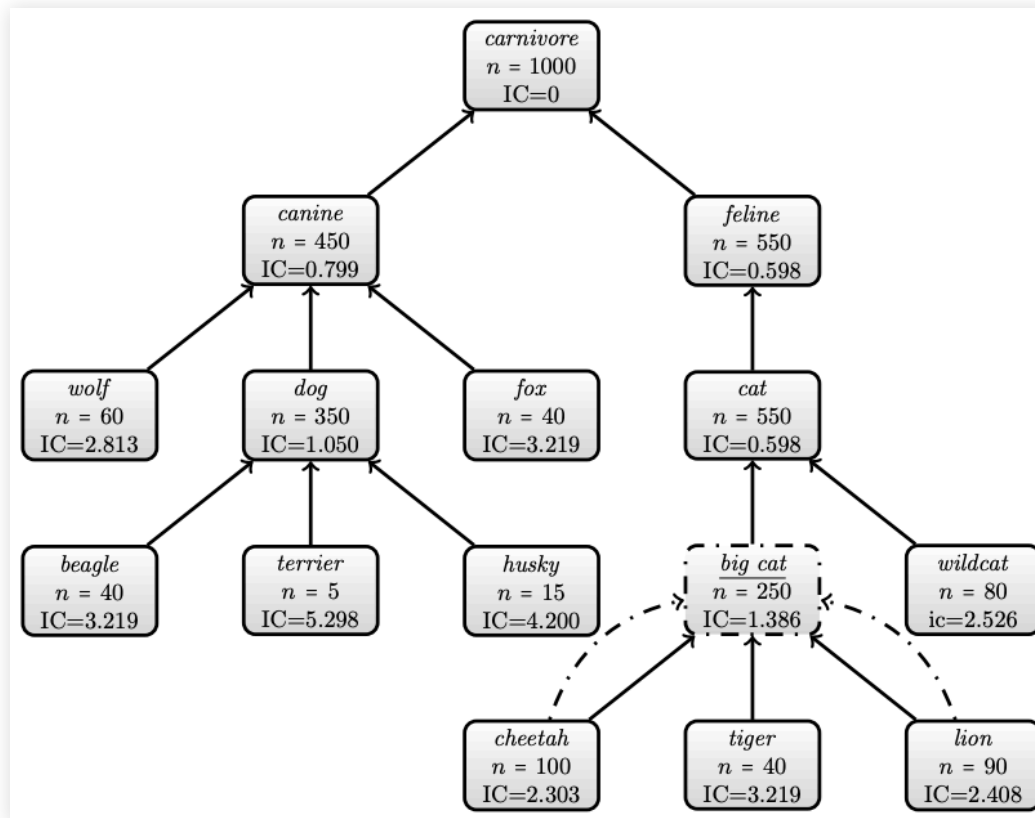 carnivore
n = 1000
IC=0
canine
n = 450
IC=0.799
feline
n = 550
IC=0.598
wolf
n = 60
IC=2.813
dog
n = 350
IC=1.050
fox
n = 40
IC=3.219
cat
n = 550
IC=0.598
beagle
n = 40
IC=3.219
terrier
n = 5
IC=5.298
husky
n = 15
IC=4.200
big cat
n = 250
IC=1.386
wildcat
n = 80
ic=2.526
cheetah
n = 100
IC=2.303
tiger
n = 40
IC=3.219
lion
n = 90
IC=2.408